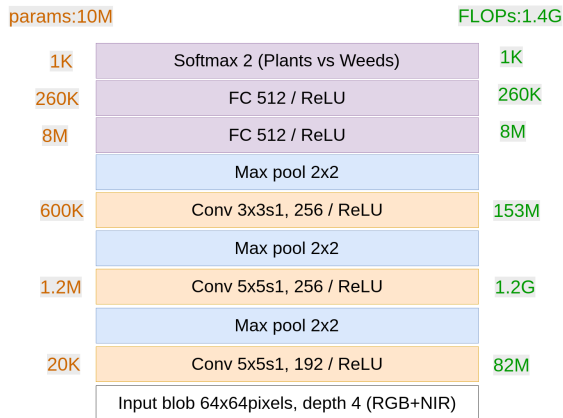 params:10M FLOPs:1.4G
1K Softmax 2 (Plants vs Weeds) 1K
260K FC 512 / ReLU 260K
8M FC 512 / ReLU 8M
Max pool 2x2
600K Conv 3x3s1, 256 / ReLU 153M
Max pool 2x2
1.2M Conv 5x5s1, 256 / ReLU 1.2G
Max pool 2x2
20K Conv 5x5s1, 192 / ReLU 82M
Input blob 64x64pixels, depth 4 (RGB+NIR)